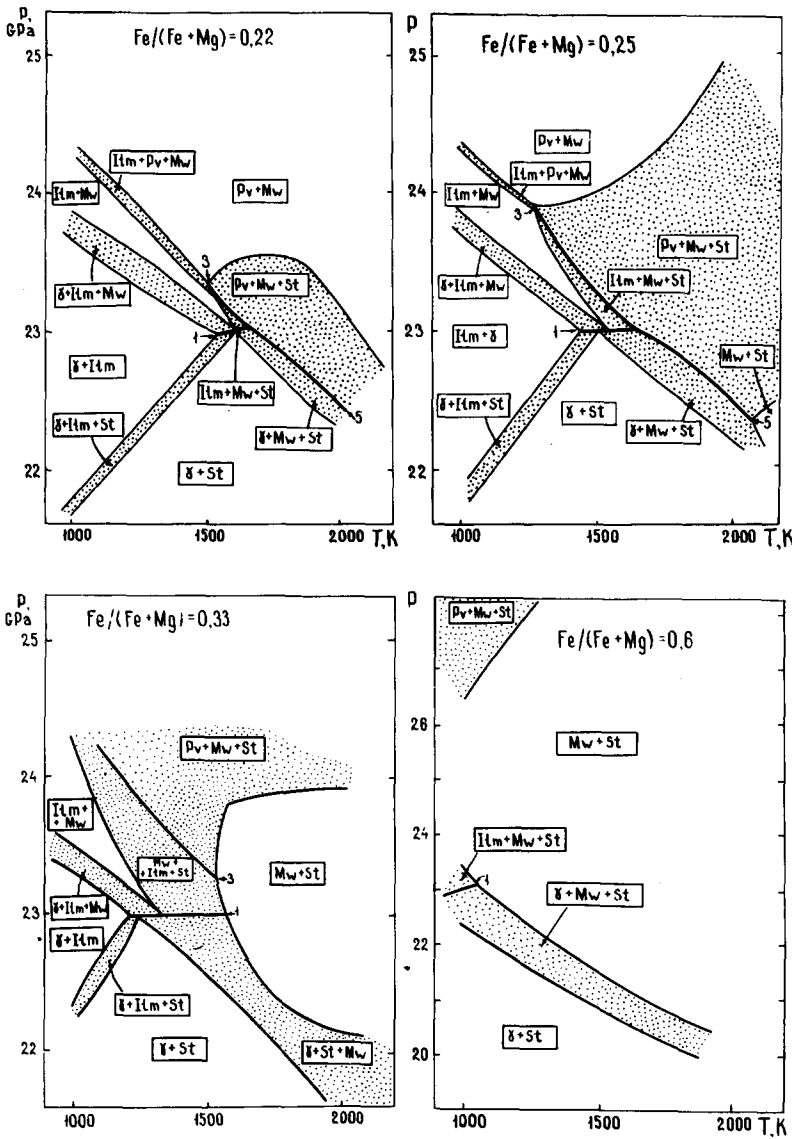 P,
GPa
Fe/(Fe+Mg)=0,22
25
24
23
22
Ilm+Pv+Mw
Ilm+Mw
Pv+Mw
3
Pv+Mw+St
γ+Ilm+Mw
1
γ+Ilm
Ilm+Mw+St
5
γ+Ilm+St
γ+Mw+St
γ+St
1000
1500
2000
T,K
P
Fe/(Fe+Mg)=0,25
25
24
23
22
Pv+Mw
Ilm+Pv+Mw
Ilm+Mw
3
Pv+Mw+St
γ+Ilm+Mw
Ilm+Mw+St
Ilm+γ
1
Mw+St
γ+Ilm+St
γ+St
5
γ+Mw+St
1000
1500
2000
T,K
P,
GPa
Fe/(Fe+Mg)=0,33
25
24
23
22
Pv+Mw+St
Ilm+
+Mw
Mw+
+Ilm+St
3
Mw+St
γ+Ilm+Mw
1
γ+Ilm
γ+Ilm+St
γ+St
γ+St+Mw
1000
1500
2000
P
Pv+Mw+St
Fe/(Fe+Mg)=0,6
26
24
22
20
Mw+St
Ilm+Mw+St
1
γ+Mw+St
γ+St
1000
1500
2000
T,K